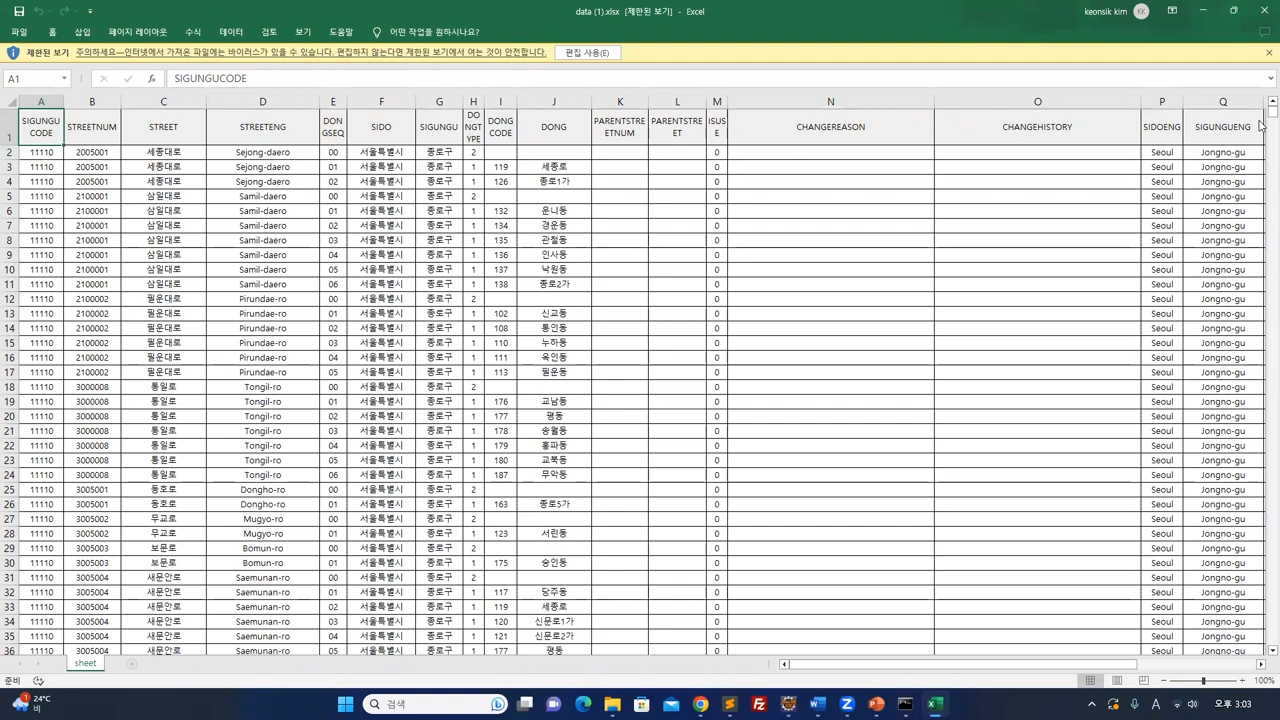 data (1).xlsx [제한된 보기] - Excel
keonsik kim KK
파일 홈 삽입 페이지 레이아웃 수식 데이터 검토 보기 도움말 어떤 작업을 원하시나요?
제한된 보기 주의하세요—인터넷에서 가져온 파일에는 바이러스가 있을 수 있습니다. 편집하지 않는다면 제한된 보기에서 여는 것이 안전합니다. 편집 사용(E)
A1 fx SIGUNGUCODE
A B C D E F G H I J K L M N O P Q
1 SIGUNGUCODE STREETNUM STREET STREETENG DONGSEQ SIDO SIGUNGU DONGTYPE DONGCODE DONG PARENTSTREETNUM PARENTSTREET ISUSE CHANGEREASON CHANGEHISTORY SIDOENG SIGUNGUENG
2 11110 2005001 세종대로 Sejong-daero 00 서울특별시 종로구 2 0 Seoul Jongno-gu
3 11110 2005001 세종대로 Sejong-daero 01 서울특별시 종로구 1 119 세종로 0 Seoul Jongno-gu
4 11110 2005001 세종대로 Sejong-daero 02 서울특별시 종로구 1 126 종로1가 0 Seoul Jongno-gu
5 11110 2100001 삼일대로 Samil-daero 00 서울특별시 종로구 2 0 Seoul Jongno-gu
6 11110 2100001 삼일대로 Samil-daero 01 서울특별시 종로구 1 132 운니동 0 Seoul Jongno-gu
7 11110 2100001 삼일대로 Samil-daero 02 서울특별시 종로구 1 134 경운동 0 Seoul Jongno-gu
8 11110 2100001 삼일대로 Samil-daero 03 서울특별시 종로구 1 135 관철동 0 Seoul Jongno-gu
9 11110 2100001 삼일대로 Samil-daero 04 서울특별시 종로구 1 136 인사동 0 Seoul Jongno-gu
10 11110 2100001 삼일대로 Samil-daero 05 서울특별시 종로구 1 137 낙원동 0 Seoul Jongno-gu
11 11110 2100001 삼일대로 Samil-daero 06 서울특별시 종로구 1 138 종로2가 0 Seoul Jongno-gu
12 11110 2100002 필운대로 Pirundae-ro 00 서울특별시 종로구 2 0 Seoul Jongno-gu
13 11110 2100002 필운대로 Pirundae-ro 01 서울특별시 종로구 1 102 신교동 0 Seoul Jongno-gu
14 11110 2100002 필운대로 Pirundae-ro 02 서울특별시 종로구 1 108 통인동 0 Seoul Jongno-gu
15 11110 2100002 필운대로 Pirundae-ro 03 서울특별시 종로구 1 110 누하동 0 Seoul Jongno-gu
16 11110 2100002 필운대로 Pirundae-ro 04 서울특별시 종로구 1 111 옥인동 0 Seoul Jongno-gu
17 11110 2100002 필운대로 Pirundae-ro 05 서울특별시 종로구 1 113 필운동 0 Seoul Jongno-gu
18 11110 3000008 통일로 Tongil-ro 00 서울특별시 종로구 2 0 Seoul Jongno-gu
19 11110 3000008 통일로 Tongil-ro 01 서울특별시 종로구 1 176 교남동 0 Seoul Jongno-gu
20 11110 3000008 통일로 Tongil-ro 02 서울특별시 종로구 1 177 평동 0 Seoul Jongno-gu
21 11110 3000008 통일로 Tongil-ro 03 서울특별시 종로구 1 178 송월동 0 Seoul Jongno-gu
22 11110 3000008 통일로 Tongil-ro 04 서울특별시 종로구 1 179 홍파동 0 Seoul Jongno-gu
23 11110 3000008 통일로 Tongil-ro 05 서울특별시 종로구 1 180 교북동 0 Seoul Jongno-gu
24 11110 3000008 통일로 Tongil-ro 06 서울특별시 종로구 1 187 무악동 0 Seoul Jongno-gu
25 11110 3005001 동호로 Dongho-ro 00 서울특별시 종로구 2 0 Seoul Jongno-gu
26 11110 3005001 동호로 Dongho-ro 01 서울특별시 종로구 1 163 종로5가 0 Seoul Jongno-gu
27 11110 3005002 무교로 Mugyo-ro 00 서울특별시 종로구 2 0 Seoul Jongno-gu
28 11110 3005002 무교로 Mugyo-ro 01 서울특별시 종로구 1 123 서린동 0 Seoul Jongno-gu
29 11110 3005003 보문로 Bomun-ro 00 서울특별시 종로구 2 0 Seoul Jongno-gu
30 11110 3005003 보문로 Bomun-ro 01 서울특별시 종로구 1 175 숭인동 0 Seoul Jongno-gu
31 11110 3005004 새문안로 Saemunan-ro 00 서울특별시 종로구 2 0 Seoul Jongno-gu
32 11110 3005004 새문안로 Saemunan-ro 01 서울특별시 종로구 1 117 당주동 0 Seoul Jongno-gu
33 11110 3005004 새문안로 Saemunan-ro 02 서울특별시 종로구 1 119 세종로 0 Seoul Jongno-gu
34 11110 3005004 새문안로 Saemunan-ro 03 서울특별시 종로구 1 120 신문로1가 0 Seoul Jongno-gu
35 11110 3005004 새문안로 Saemunan-ro 04 서울특별시 종로구 1 121 신문로2가 0 Seoul Jongno-gu
36 11110 3005004 새문안로 Saemunan-ro 05 서울특별시 종로구 1 177 평동 0 Seoul Jongno-gu
sheet
준비 100%
1 24°C 비 검색 A 오후 3:03